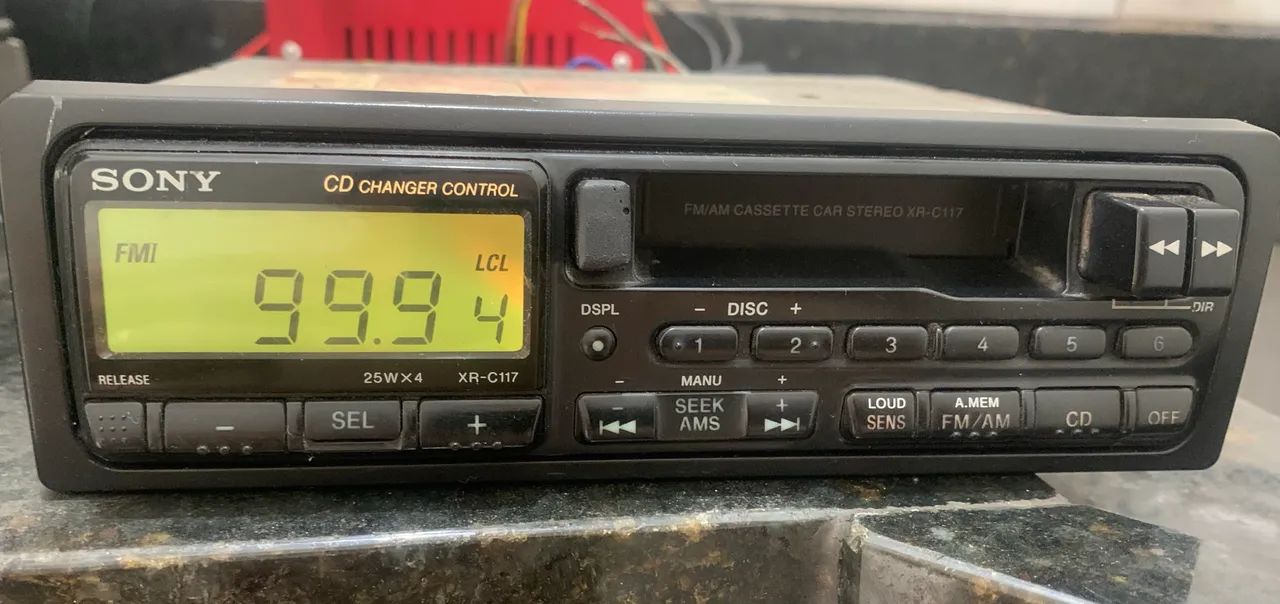 SONY
CD CHANGER CONTROL
FMI
LCL
99.9
4
RELEASE
25W×4
XR-C117
-
SEL
+
FM/AM CASSETTE CAR STEREO XR-C117
DIR
DSPL
- DISC +
1
2
3
4
5
6
- MANU +
-
SEEK
AMS
+
LOUD
SENS
A.MEM
FM/AM
CD
OFF